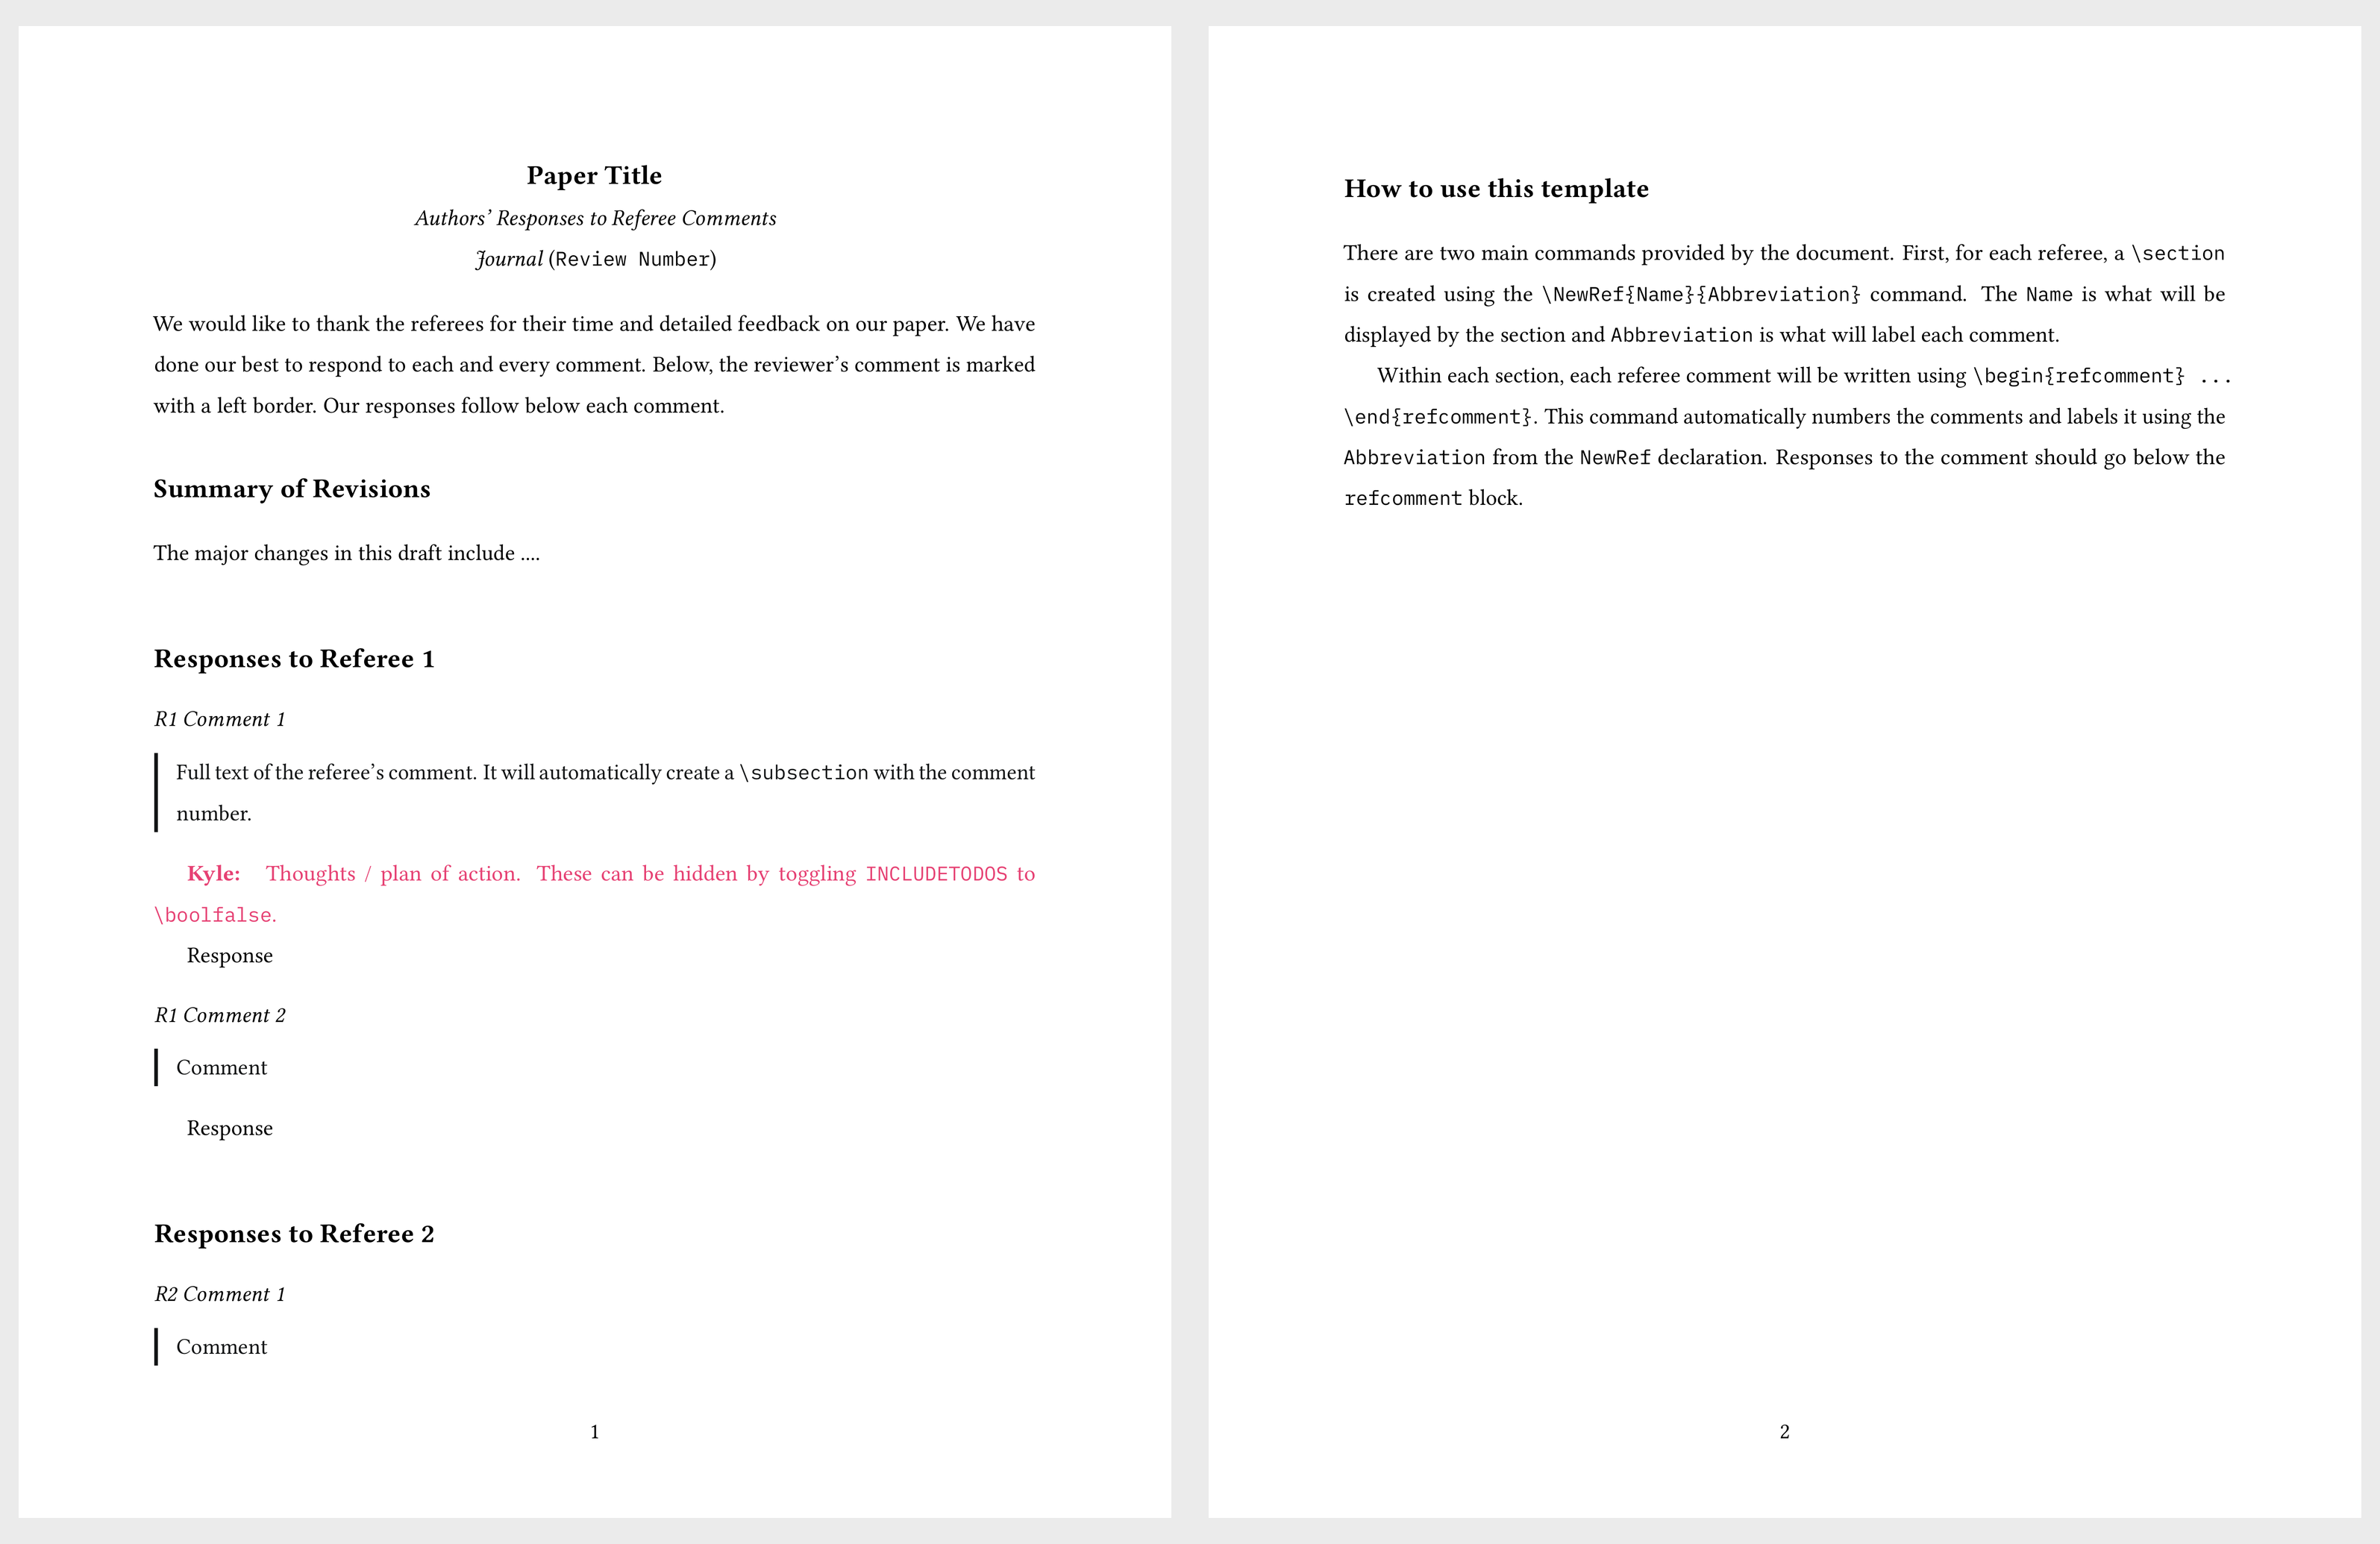 Paper Title
Authors’ Responses to Referee Comments
Journal (Review Number)
We would like to thank the referees for their time and detailed feedback on our paper. We have
done our best to respond to each and every comment. Below, the reviewer’s comment is marked
with a left border. Our responses follow below each comment.
Summary of Revisions
The major changes in this draft include ....
Responses to Referee 1
R1 Comment 1
Full text of the referee’s comment. It will automatically create a \subsection with the comment
number.
Kyle: Thoughts / plan of action. These can be hidden by toggling INCLUDETODOS to
\boolfalse.
Response
R1 Comment 2
Comment
Response
Responses to Referee 2
R2 Comment 1
Comment
1
How to use this template
There are two main commands provided by the document. First, for each referee, a \section
is created using the \NewRef{Name}{Abbreviation} command. The Name is what will be
displayed by the section and Abbreviation is what will label each comment.
Within each section, each referee comment will be written using \begin{refcomment} ...
\end{refcomment}. This command automatically numbers the comments and labels it using the
Abbreviation from the NewRef declaration. Responses to the comment should go below the
refcomment block.
2